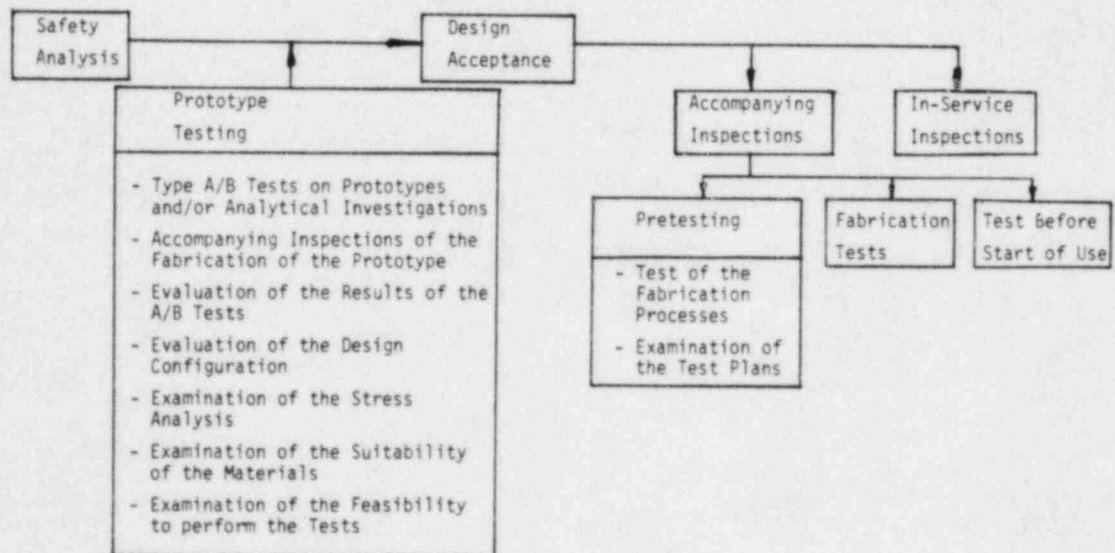 Safety
Analysis
Design
Acceptance
Prototype
Testing
- Type A/B Tests on Prototypes
and/or Analytical Investigations
- Accompanying Inspections of the
Fabrication of the Prototype
- Evaluation of the Results of the
A/B Tests
- Evaluation of the Design
Configuration
- Examination of the Stress
Analysis
- Examination of the Suitability
of the Materials
- Examination of the Feasibility
to perform the Tests
Accompanying
Inspections
In-Service
Inspections
Pretesting
- Test of the
Fabrication
Processes
- Examination of
the Test Plans
Fabrication
Tests
Test Before
Start of Use